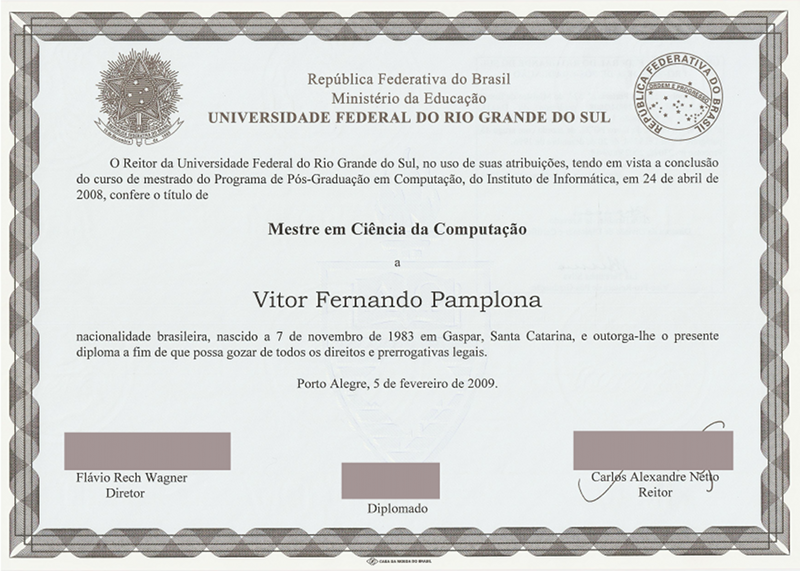 República Federativa do Brasil
Ministério da Educação
UNIVERSIDADE FEDERAL DO RIO GRANDE DO SUL
REPÚBLICA FEDERATIVA DO BRASIL
ORDEM E PROGRESSO
O Reitor da Universidade Federal do Rio Grande do Sul, no uso de suas atribuições, tendo em vista a conclusão
do curso de mestrado do Programa de Pós-Graduação em Computação, do Instituto de Informática, em 24 de abril de
2008, confere o título de
Mestre em Ciência da Computação
a
Vitor Fernando Pamplona
nacionalidade brasileira, nascido a 7 de novembro de 1983 em Gaspar, Santa Catarina, e outorga-lhe o presente
diploma a fim de que possa gozar de todos os direitos e prerrogativas legais.
Porto Alegre, 5 de fevereiro de 2009.
Flávio Rech Wagner
Diretor
Diplomado
Carlos Alexandre Netto
Reitor
CASA DA MOEDA DO BRASIL